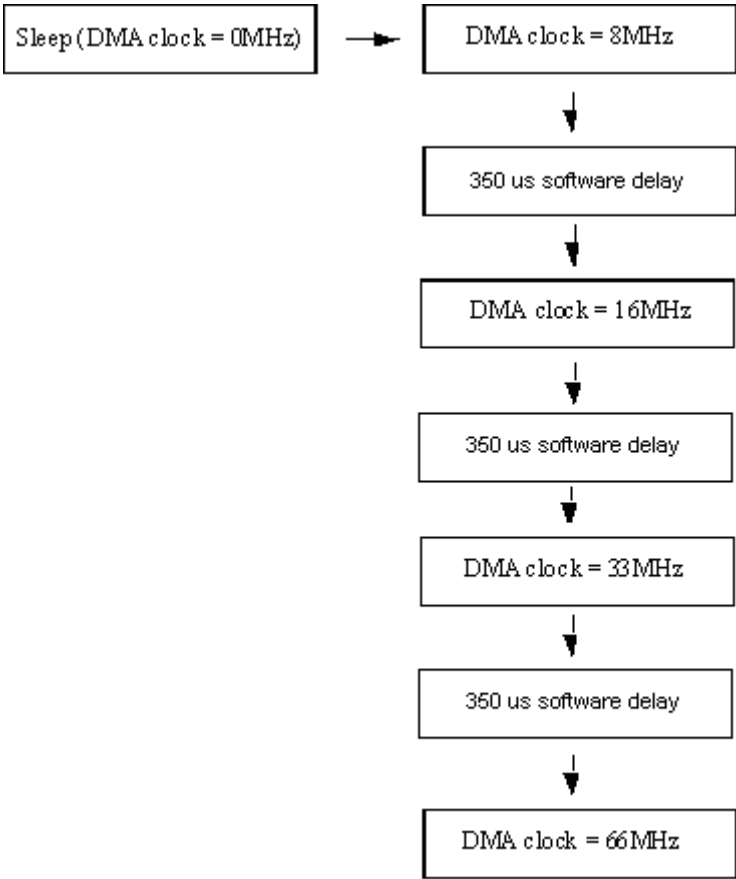 Sleep (DMA clock = 0MHz)
DMA clock = 8MHz
350 us software delay
DMA clock = 16MHz
350 us software delay
DMA clock = 33MHz
350 us software delay
DMA clock = 66MHz